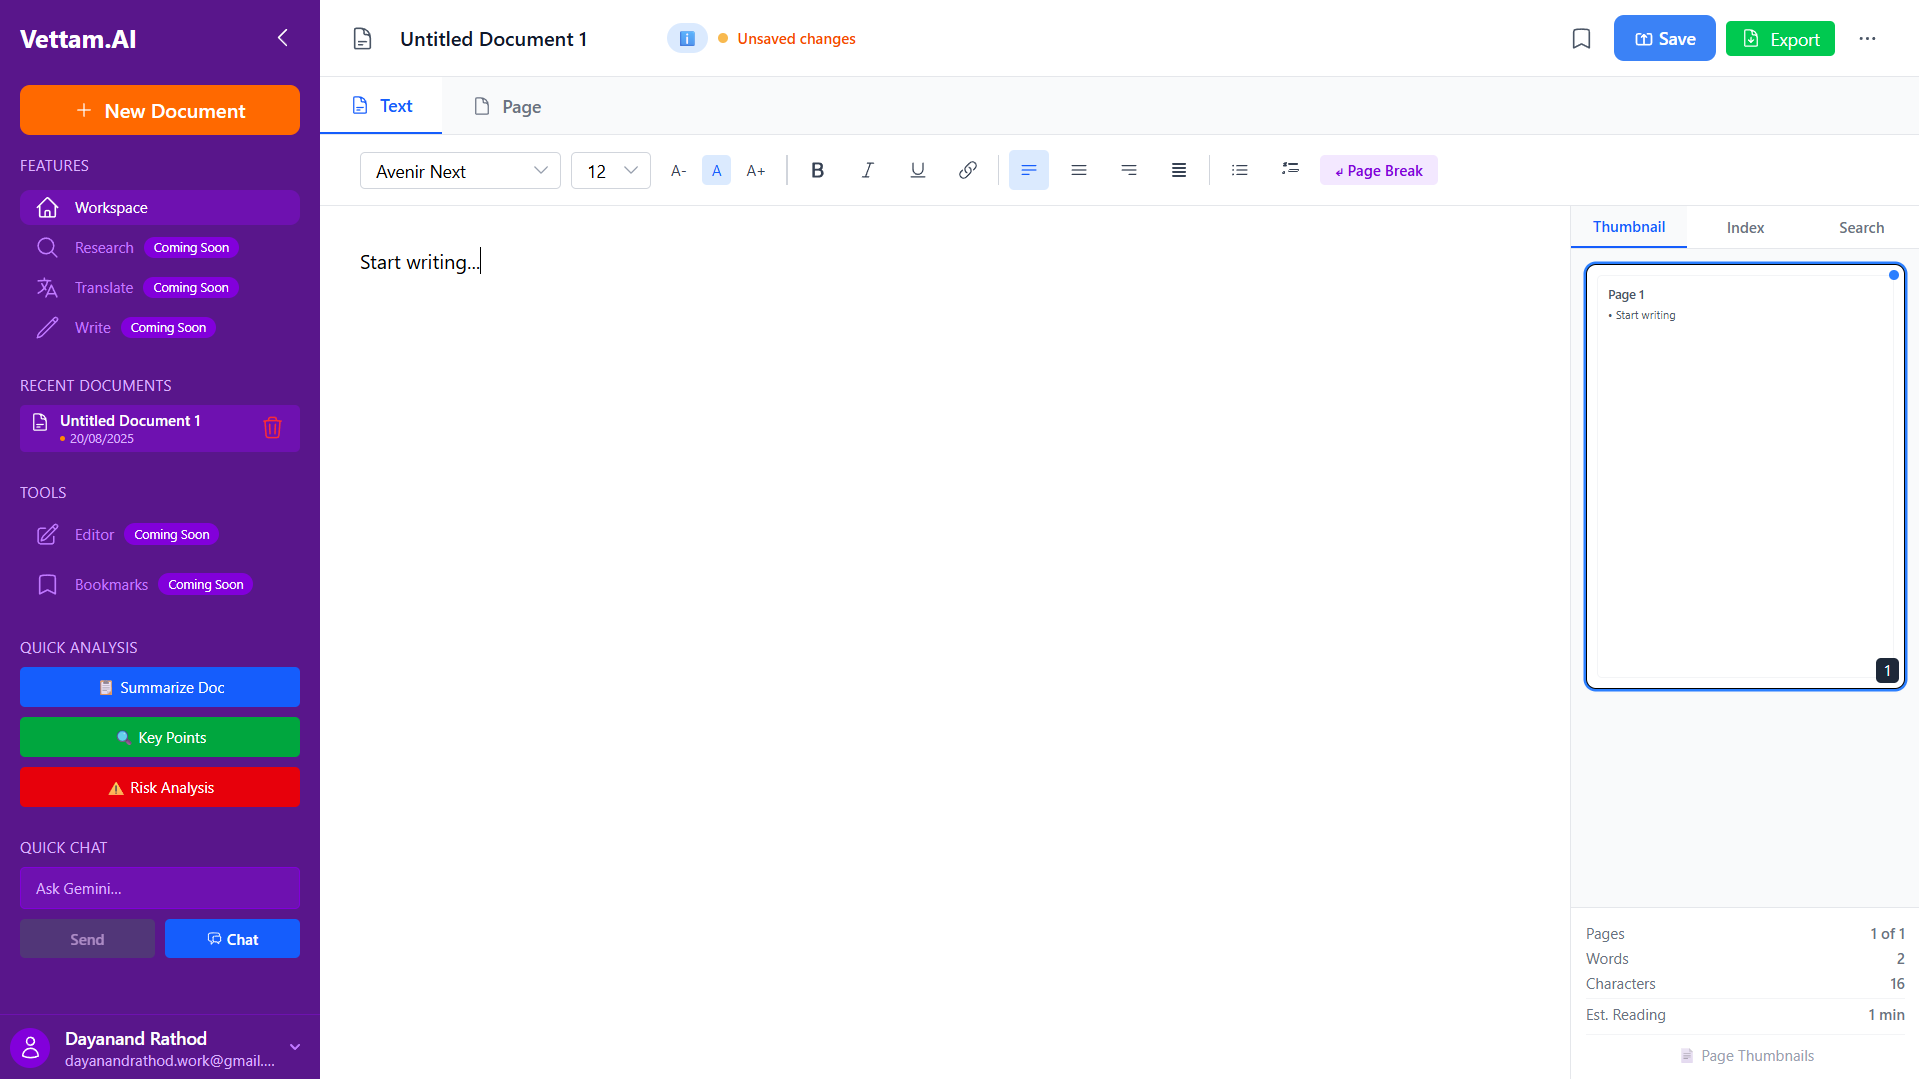 Vettam.AI
New Document
FEATURES
Workspace
Research Coming Soon
Translate Coming Soon
Write Coming Soon
RECENT DOCUMENTS
Untitled Document 1
20/08/2025
TOOLS
Editor Coming Soon
Bookmarks Coming Soon
QUICK ANALYSIS
Summarize Doc
Key Points
Risk Analysis
QUICK CHAT
Ask Gemini...
Send Chat
Dayanand Rathod
dayanandrathod.work@gmail....
Untitled Document 1 Unsaved changes Save Export
Text Page
Avenir Next 12 A- A A+ B I U Page Break
Start writing...
Thumbnail Index Search
Page 1
• Start writing
1
Pages 1 of 1
Words 2
Characters 16
Est. Reading 1 min
Page Thumbnails